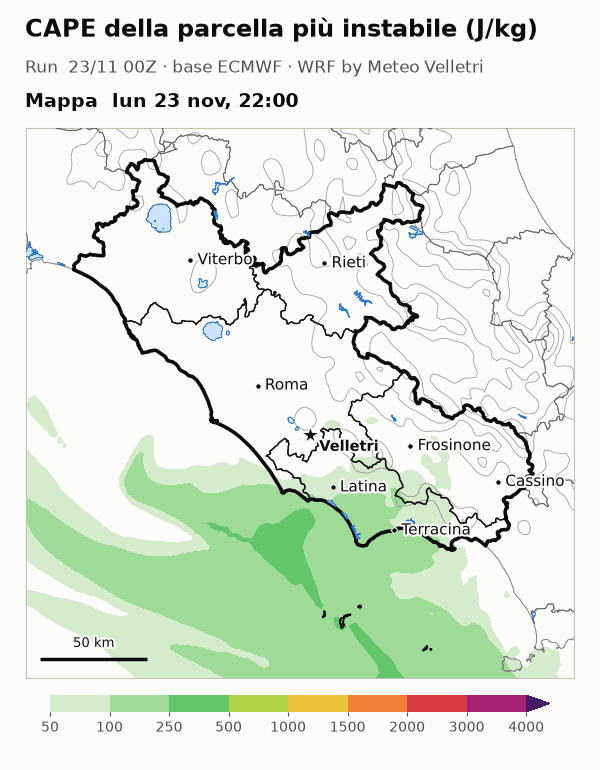 CAPE della parcella più instabile (J/kg)
Run  23/11 00Z · base ECMWF · WRF by Meteo Velletri
Mappa  lun 23 nov, 22:00
Viterbo
Rieti
Roma
Velletri
Frosinone
Latina
Cassino
Terracina
50 km
50 100 250 500 1000 1500 2000 3000 4000